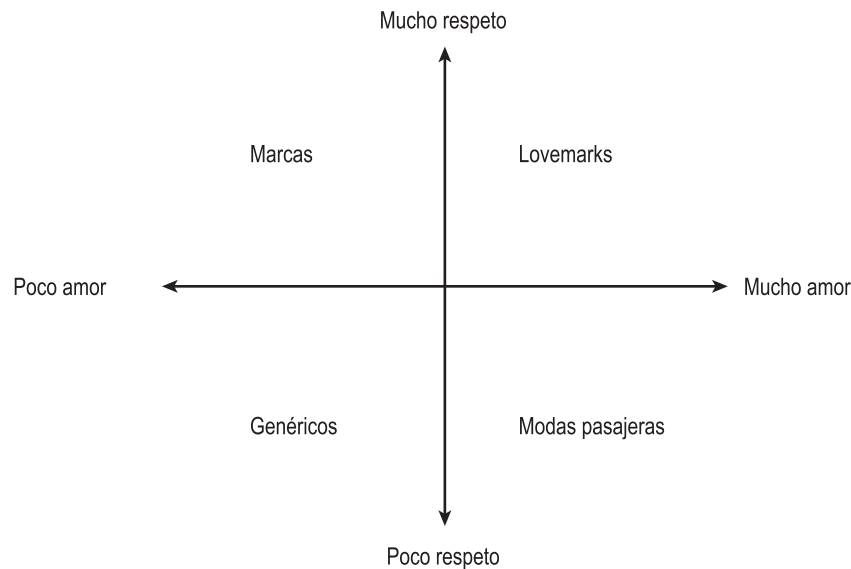 Mucho respeto
Marcas
Lovemarks
Poco amor
Mucho amor
Genéricos
Modas pasajeras
Poco respeto